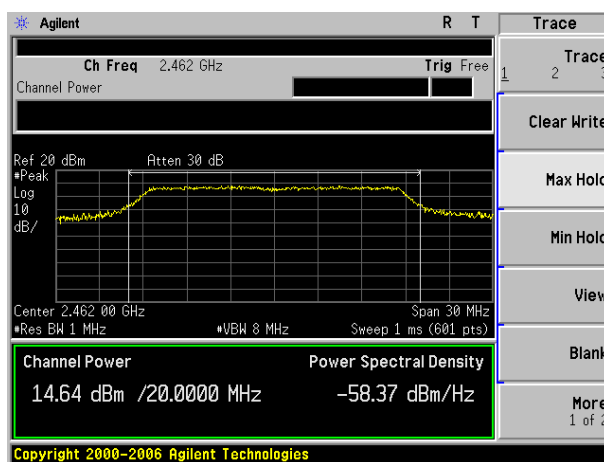 Agilent R T Trace
Ch Freq 2.462 GHz Trig Free
Channel Power
Trace
1 2 3
Clear Write
Max Hold
Min Hold
View
Blank
More
1 of 2
Ref 20 dBm Atten 30 dB
#Peak
Log
10
dB/
Center 2.462 00 GHz Span 30 MHz
#Res BW 1 MHz #VBW 8 MHz Sweep 1 ms (601 pts)
Channel Power Power Spectral Density
14.64 dBm /20.0000 MHz -58.37 dBm/Hz
Copyright 2000-2006 Agilent Technologies